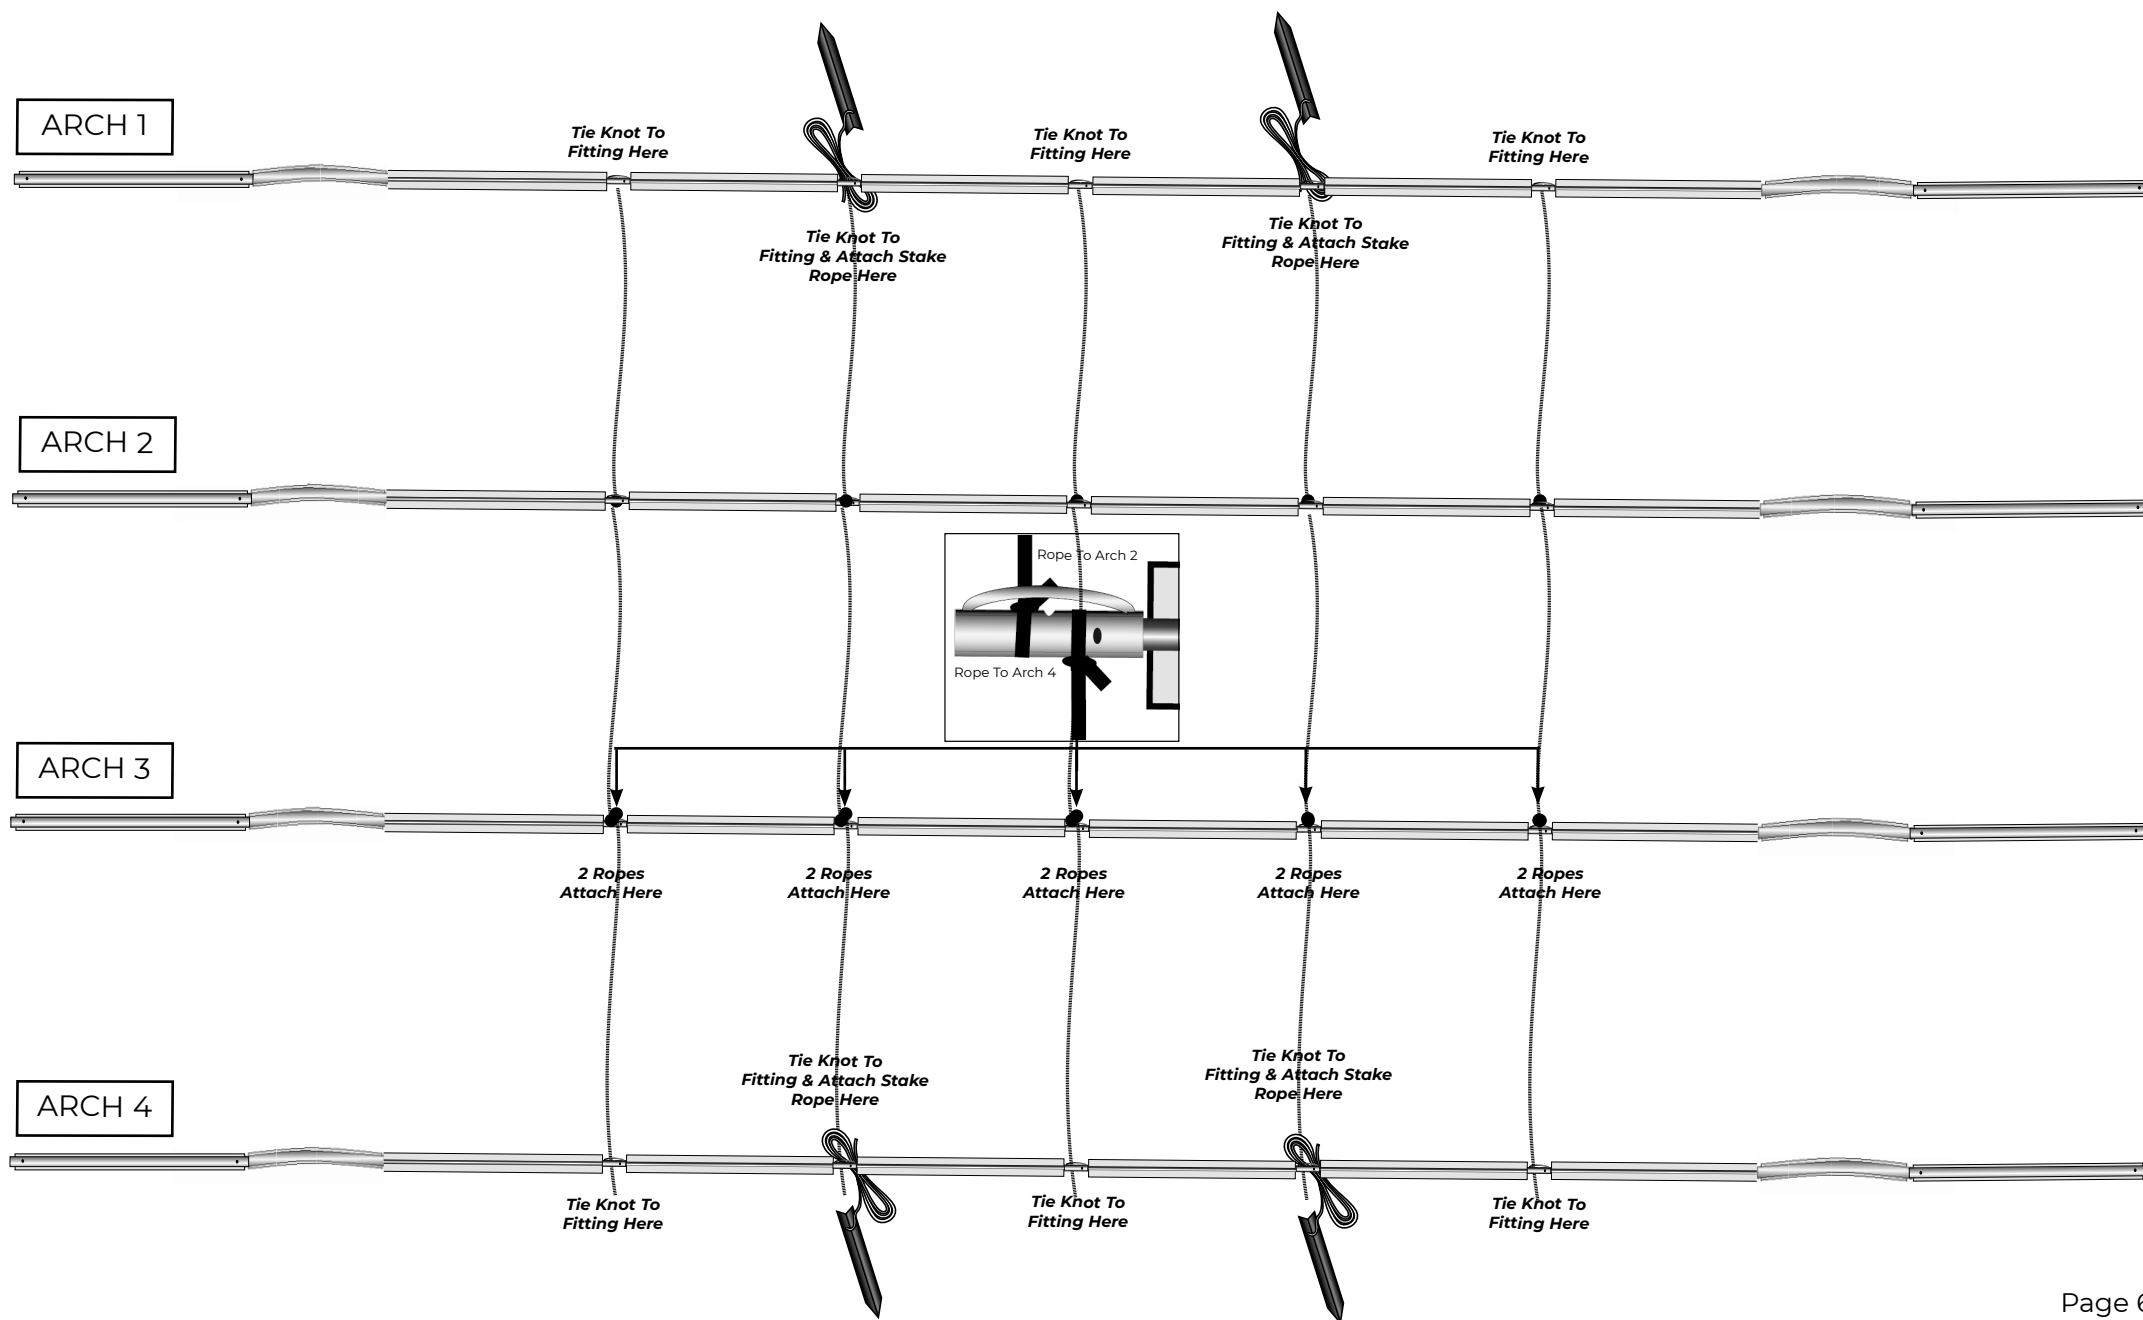 ARCH 1
Tie Knot To
Fitting Here
Tie Knot To
Fitting Here
Tie Knot To
Fitting Here
Tie Knot To
Fitting & Attach Stake
Rope Here
Tie Knot To
Fitting & Attach Stake
Rope Here
ARCH 2
Rope To Arch 2
Rope To Arch 4
ARCH 3
2 Ropes
Attach Here
2 Ropes
Attach Here
2 Ropes
Attach Here
2 Ropes
Attach Here
2 Ropes
Attach Here
Tie Knot To
Fitting & Attach Stake
Rope Here
Tie Knot To
Fitting & Attach Stake
Rope Here
ARCH 4
Tie Knot To
Fitting Here
Tie Knot To
Fitting Here
Tie Knot To
Fitting Here
Page 6